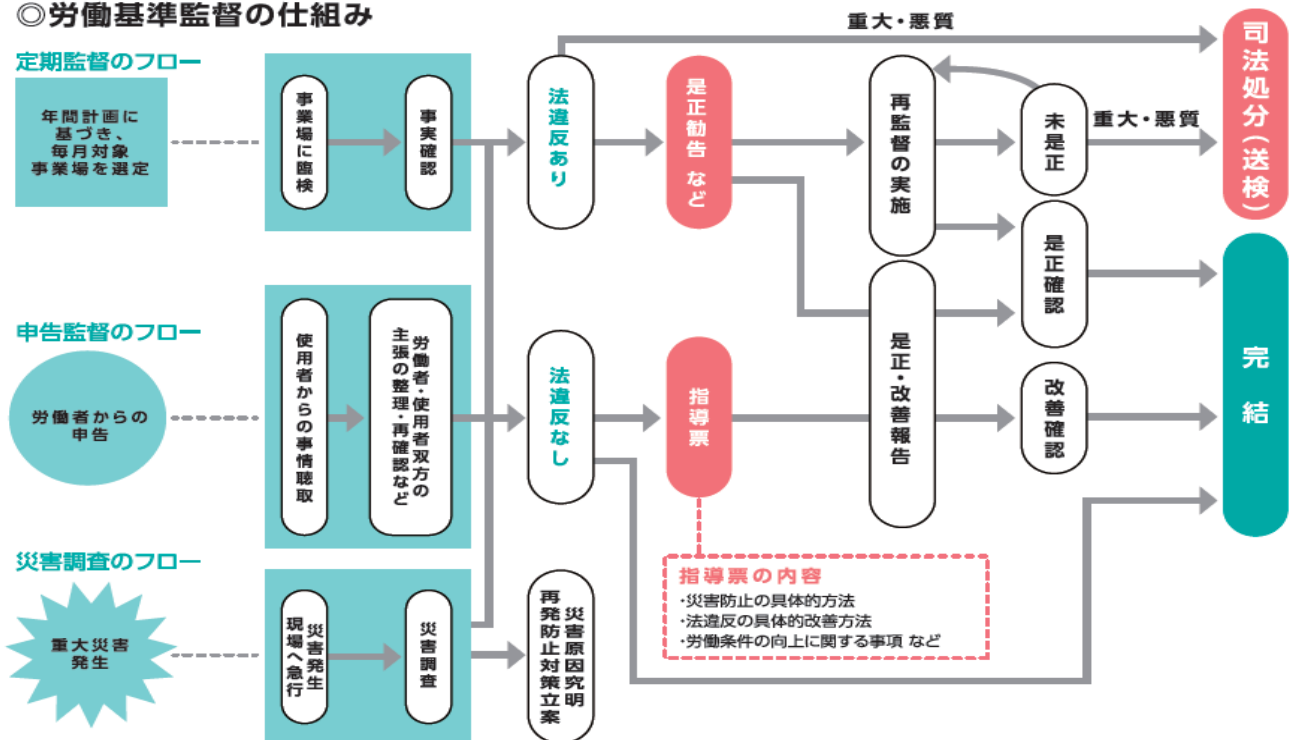 ◎労働基準監督の仕組み
定期監督のフロー
年間計画に
基づき、
毎月対象
事業場を選定
事業場に臨検
事実確認
法違反あり
是正勧告 など
再監督の実施
未是正
重大・悪質
重大・悪質
司法処分(送検)
是正確認
申告監督のフロー
労働者からの
申告
使用者からの事情聴取
労働者・使用者双方の
主張の整理・再確認など
法違反なし
指導票
是正・改善報告
改善確認
完結
指導票の内容
・災害防止の具体的方法
・法違反の具体的改善方法
・労働条件の向上に関する事項 など
災害調査のフロー
重大災害
発生
災害発生
現場へ急行
災害調査
災害原因究明
再発防止対策立案